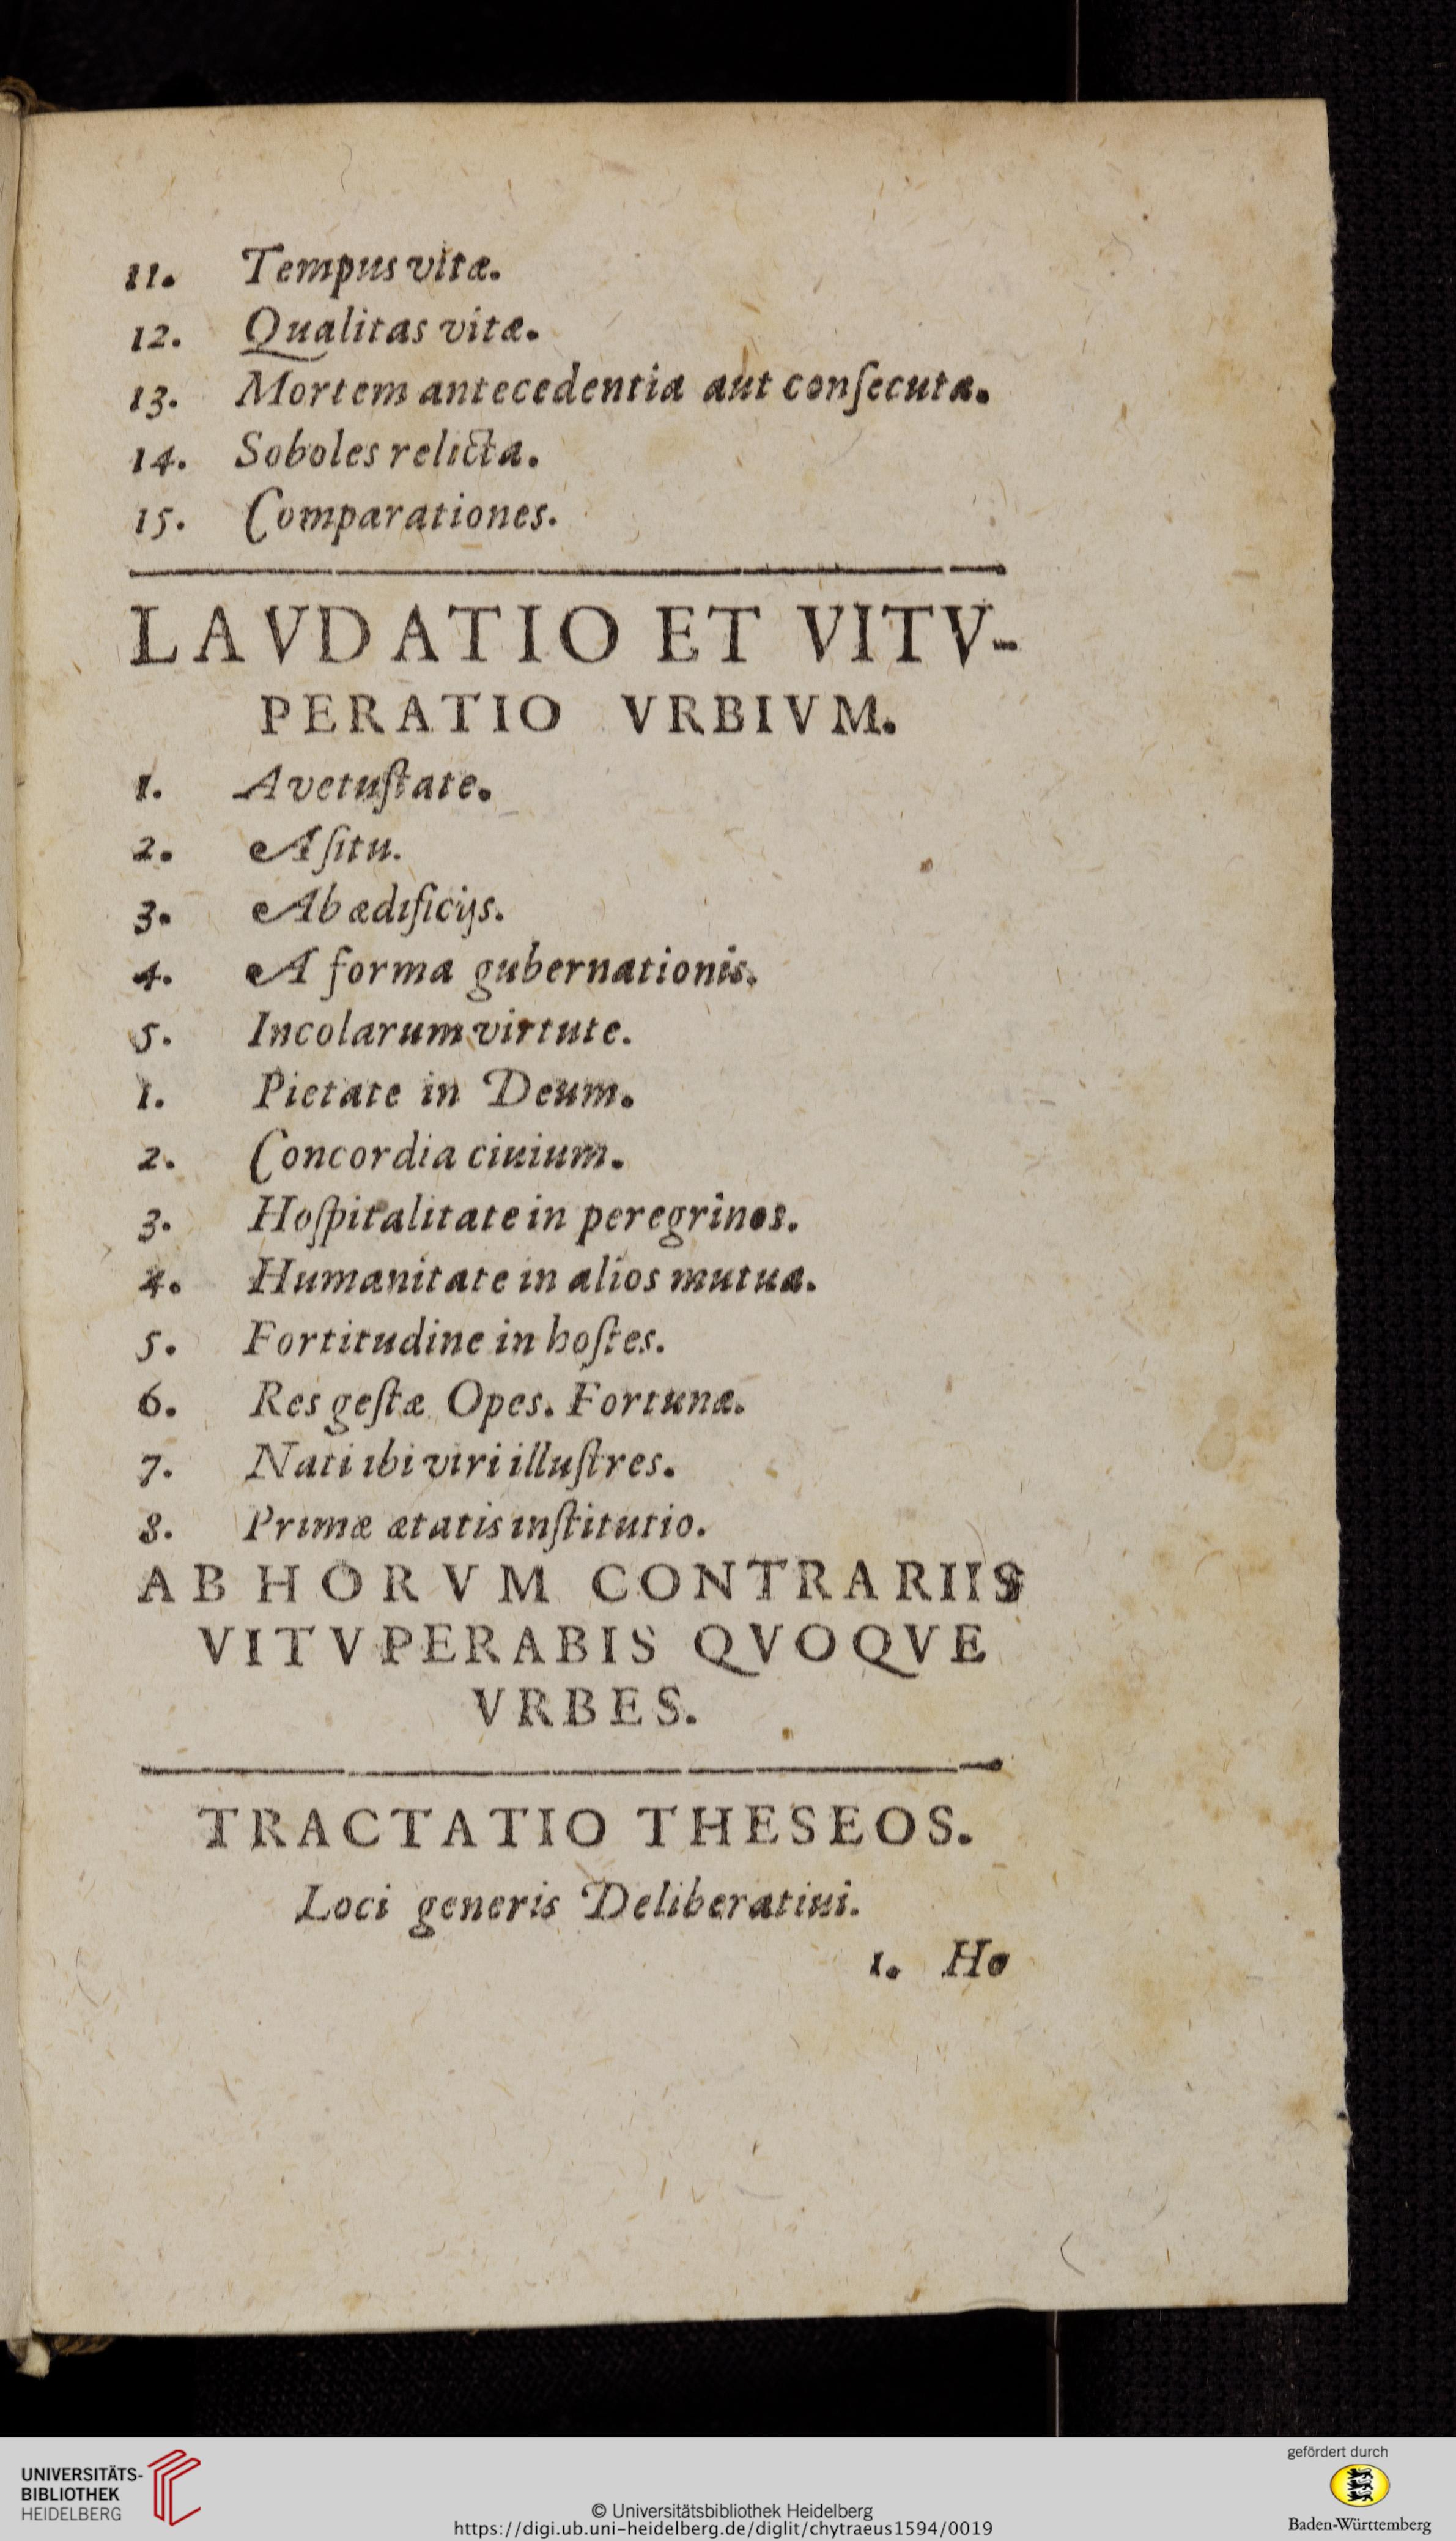 11. Tempus vitæ.
12. Qualitas vitæ.
13. Mortem antecedentia aut conſecuta.
14. Soboles relicta.
15. Comparationes.
LAVDATIO ET VITV-
PERATIO VRBIVM.
1. A vetuſtate.
2. A ſitu.
3. Ab ædificijs.
4. A forma gubernationis.
5. Incolarum virtute.
1. Pietate in Deum.
2. Concordia ciuium.
3. Hoſpitalitate in peregrinos.
4. Humanitate in alios mutua.
5. Fortitudine in hoſtes.
6. Res geſtæ Opes. Fortunæ.
7. Nati ibi viri illuſtres.
8. Primæ ætatis inſtitutio.
AB HORVM CONTRARIIS
VITVPERABIS QVOQVE
VRBES.
TRACTATIO THESEOS.
Loci generis Deliberatiui.
1. Ho
UNIVERSITÄTS-
BIBLIOTHEK
HEIDELBERG
© Universitätsbibliothek Heidelberg
https://digi.ub.uni-heidelberg.de/diglit/chytraeus1594/0019
gefördert durch
Baden-Württemberg